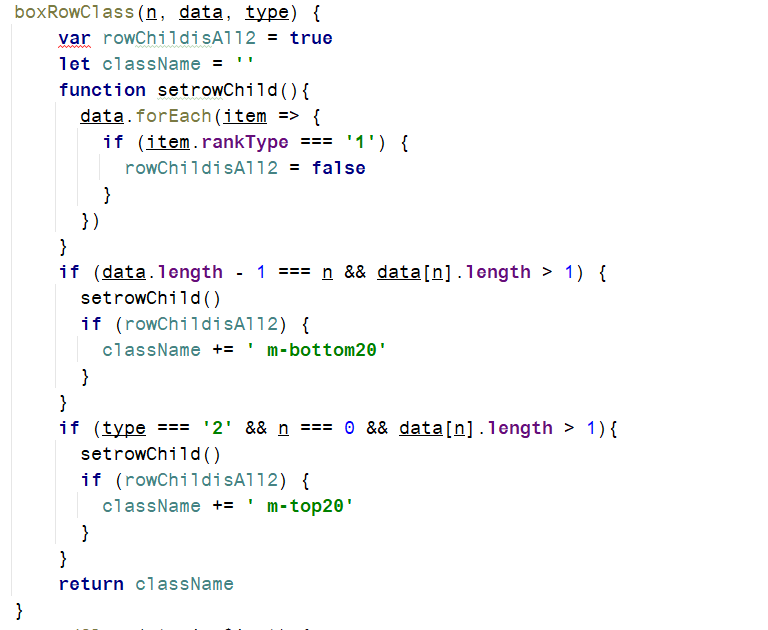 boxRowClass(n, data, type) {
    var rowChildisAll2 = true
    let className = ''
    function setrowChild(){
      data.forEach(item => {
        if (item.rankType === '1') {
          rowChildisAll2 = false
        }
      })
    }
    if (data.length - 1 === n && data[n].length > 1) {
      setrowChild()
      if (rowChildisAll2) {
        className += ' m-bottom20'
      }
    }
    if (type === '2' && n === 0 && data[n].length > 1){
      setrowChild()
      if (rowChildisAll2) {
        className += ' m-top20'
      }
    }
    return className
}